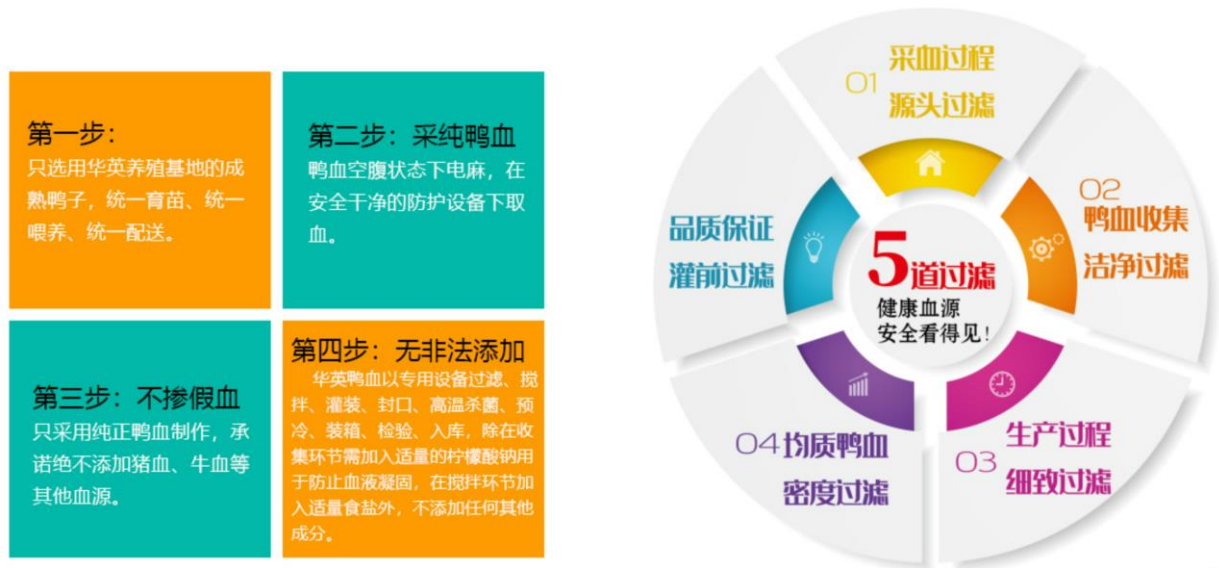 第一步：
只选用华英养殖基地的成
熟鸭子，统一育苗、统一
喂养、统一配送。
第二步：采纯鸭血
鸭血空腹状态下电麻，在
安全干净的防护设备下取
血。
第三步：不掺假血
只采用纯正鸭血制作，承
诺绝不添加猪血、牛血等
其他血源。
第四步：无非法添加
华英鸭血以专用设备过滤、搅
拌、灌装、封口、高温杀菌、预
冷、装箱、检验、入库，除在收
集环节需加入适量的柠檬酸钠用
于防止血液凝固，在搅拌环节加
入适量食盐外，不添加任何其他
成分。
5道过滤
健康血源
安全看得见!
01
采血过程
源头过滤
02
鸭血收集
洁净过滤
03
生产过程
细致过滤
04均质鸭血
密度过滤
品质保证
灌前过滤